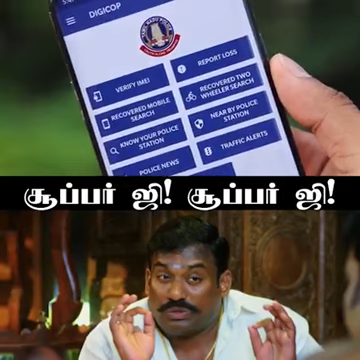 DIGICOP
VERIFY IMEI
REPORT LOSS
RECOVERED MOBILE
SEARCH
RECOVERED TWO
WHEELER SEARCH
KNOW YOUR POLICE
STATION
NEAR BY POLICE
STATION
POLICE NEWS
TRAFFIC ALERTS
சூப்பர் ஜி! சூப்பர் ஜி!